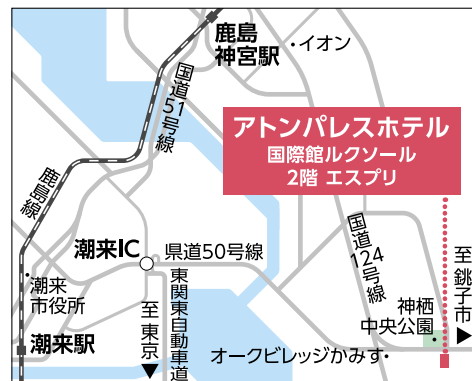 鹿島
神宮駅
・イオン
国道51号線
アトンパレスホテル
国際館ルクソール
2階 エスプリ
鹿島線
国道124号線
潮来IC
県道50号線
至 銚子市
潮来
市役所
東関東自動車道
至 東京
神栖
中央公園
潮来駅
オークビレッジかみす・